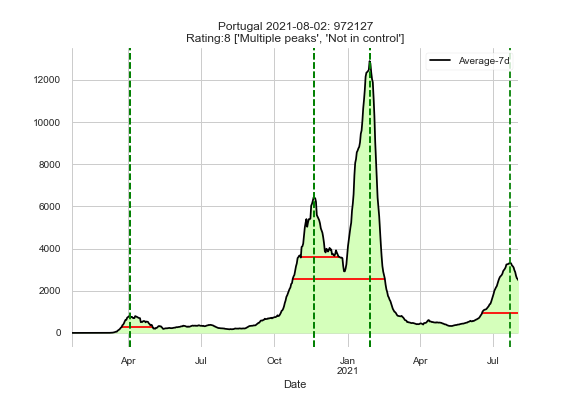 Portugal 2021-08-02: 972127
Rating:8 ['Multiple peaks', 'Not in control']
Average-7d
12000
10000
8000
6000
4000
2000
0
Apr
Jul
Oct
Jan
2021
Apr
Jul
Date